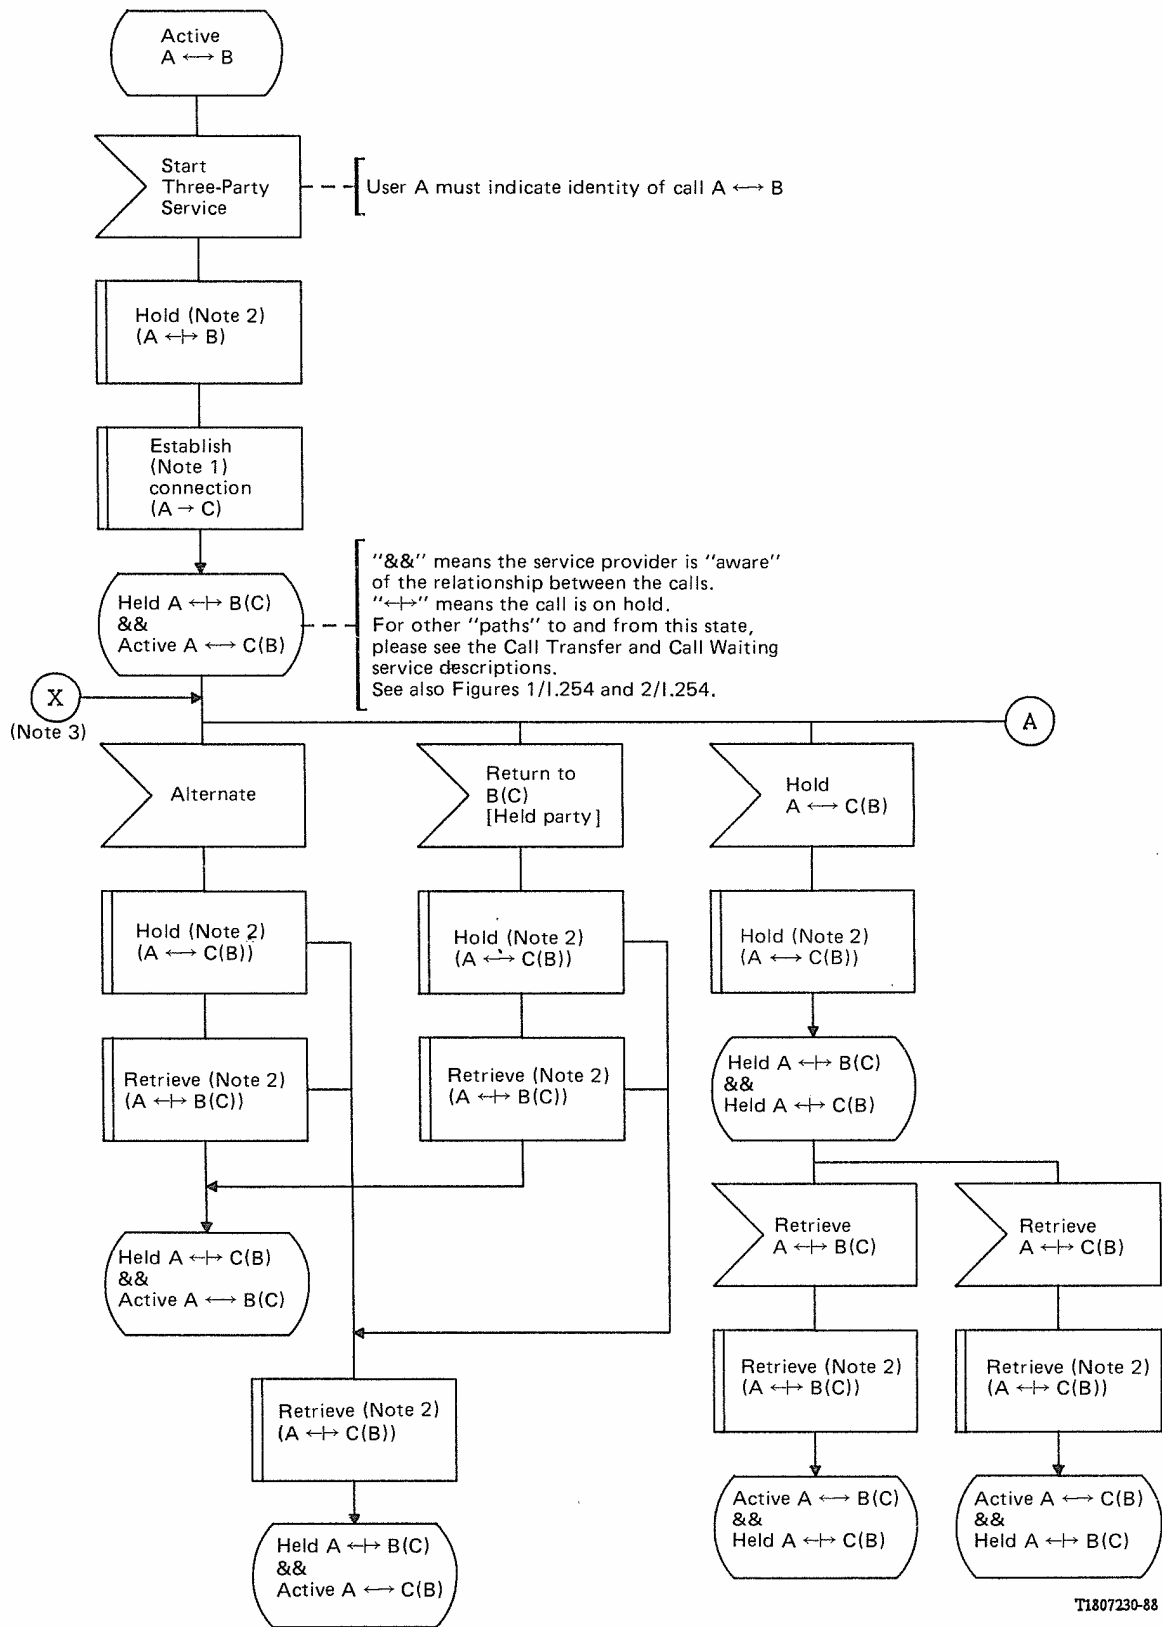 Active
A ←→ B
Start
Three-Party
Service
User A must indicate identity of call A ←→ B
Hold (Note 2)
(A ←|→ B)
Establish
(Note 1)
connection
(A → C)
Held A ←|→ B(C)
&&
Active A ←→ C(B)
"&&" means the service provider is "aware"
of the relationship between the calls.
"←|→" means the call is on hold.
For other "paths" to and from this state,
please see the Call Transfer and Call Waiting
service descriptions.
See also Figures 1/I.254 and 2/I.254.
X
(Note 3)
A
Alternate
Return to
B(C)
[Held party]
Hold
A ←→ C(B)
Hold (Note 2)
(A ←→ C(B))
Hold (Note 2)
(A ←→ C(B))
Hold (Note 2)
(A ←→ C(B))
Retrieve (Note 2)
(A ←|→ B(C))
Retrieve (Note 2)
(A ←|→ B(C))
Held A ←|→ B(C)
&&
Held A ←|→ C(B)
Held A ←|→ C(B)
&&
Active A ←→ B(C)
Retrieve
A ←|→ B(C)
Retrieve
A ←|→ C(B)
Retrieve (Note 2)
(A ←|→ C(B))
Retrieve (Note 2)
(A ←|→ B(C))
Retrieve (Note 2)
(A ←|→ C(B))
Held A ←|→ B(C)
&&
Active A ←→ C(B)
Active A ←→ B(C)
&&
Held A ←|→ C(B)
Active A ←→ C(B)
&&
Held A ←|→ B(C)
T1807230-88